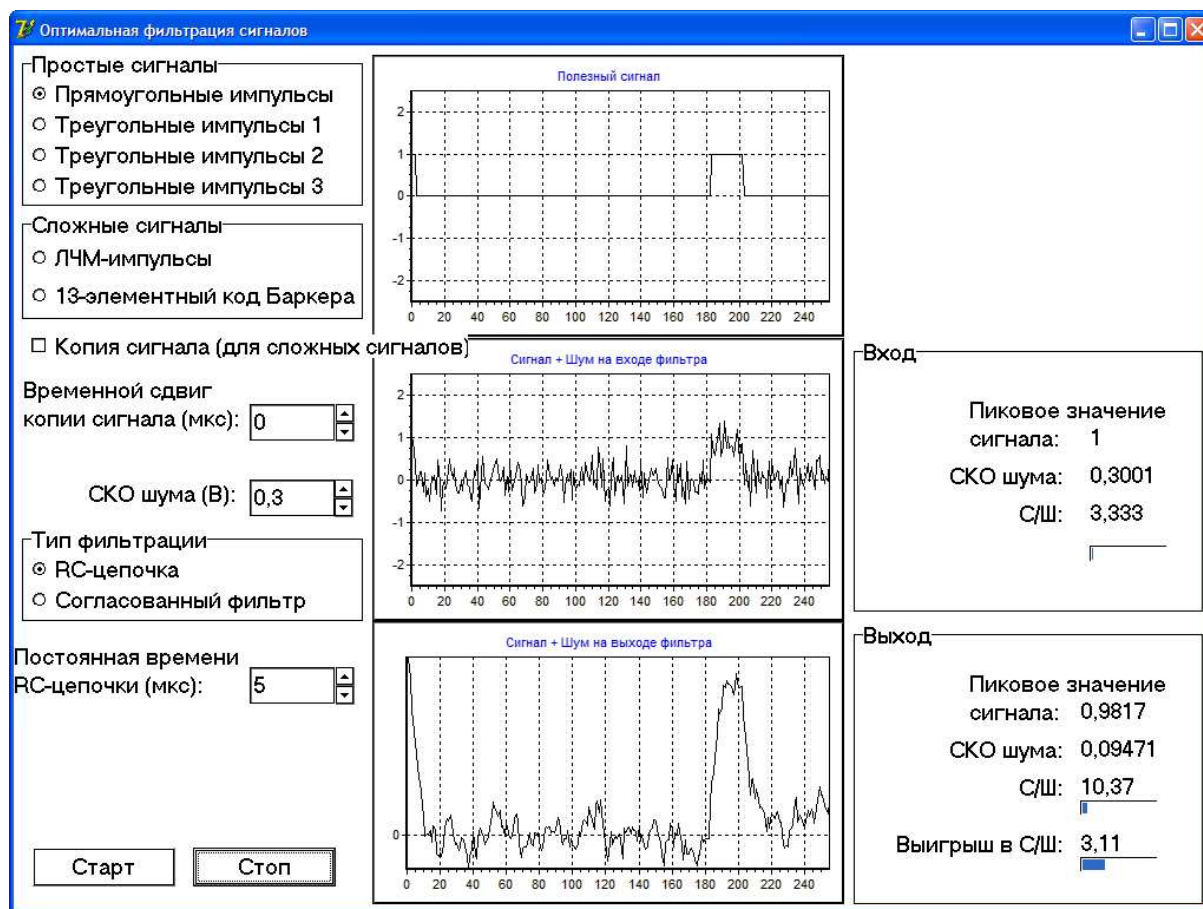 Оптимальная фильтрация сигналов
Простые сигналы
Прямоугольные импульсы
Треугольные импульсы 1
Треугольные импульсы 2
Треугольные импульсы 3
Сложные сигналы
ЛЧМ-импульсы
13-элементный код Баркера
Копия сигнала (для сложных сигналов)
Временной сдвиг
копии сигнала (мкс): 0
СКО шума (В): 0,3
Тип фильтрации
RC-цепочка
Согласованный фильтр
Постоянная времени
RC-цепочки (мкс): 5
Старт Стоп
Полезный сигнал
2
1
0
-1
-2
0 20 40 60 80 100 120 140 160 180 200 220 240
Сигнал + Шум на входе фильтра
2
1
0
-1
-2
0 20 40 60 80 100 120 140 160 180 200 220 240
Сигнал + Шум на выходе фильтра
0
0 20 40 60 80 100 120 140 160 180 200 220 240
Вход
Пиковое значение
сигнала: 1
СКО шума: 0,3001
С/Ш: 3,333
Выход
Пиковое значение
сигнала: 0,9817
СКО шума: 0,09471
С/Ш: 10,37
Выигрыш в С/Ш: 3,11